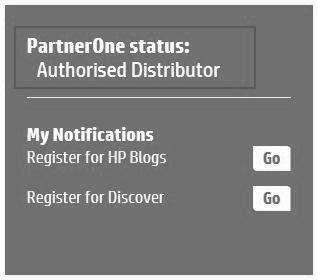 PartnerOne status:
Authorised Distributor
My Notifications
Register for HP Blogs Go
Register for Discover Go